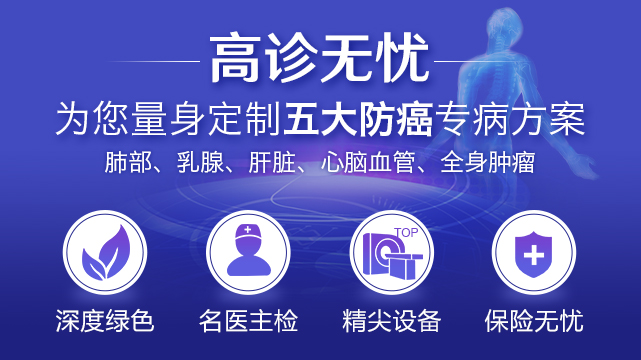 高诊无忧
为您量身定制五大防癌专病方案
肺部、乳腺、肝脏、心脑血管、全身肿瘤
TOP
深度绿色 名医主检 精尖设备 保险无忧